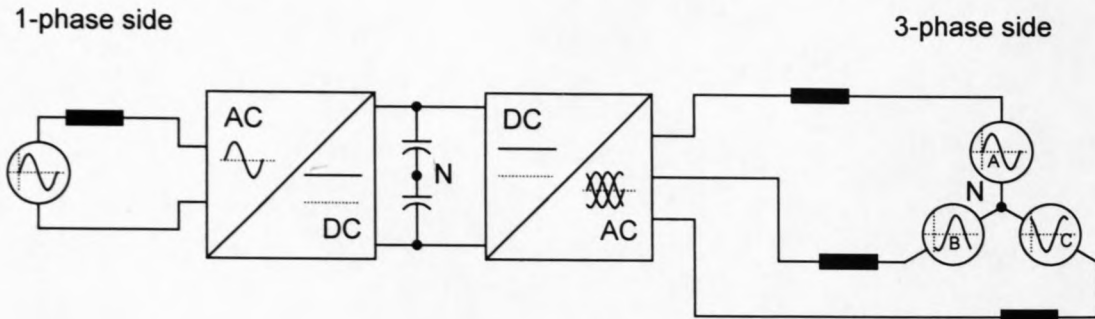 1-phase side
3-phase side
AC
DC
N
DC
AC
A
N
B
C